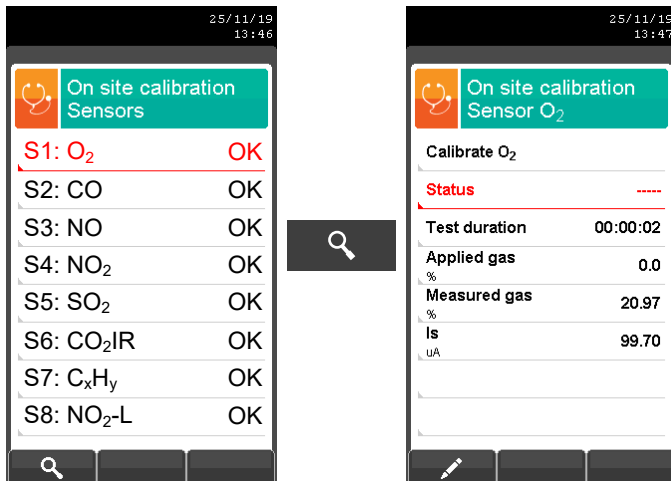 25/11/19
13:46
On site calibration
Sensors
S1: O₂ OK
S2: CO OK
S3: NO OK
S4: NO₂ OK
S5: SO₂ OK
S6: CO₂IR OK
S7: CₓHᵧ OK
S8: NO₂-L OK
25/11/19
13:47
On site calibration
Sensor O₂
Calibrate O₂
Status -----
Test duration 00:00:02
Applied gas 0.0
%
Measured gas 20.97
%
Is 99.70
uA